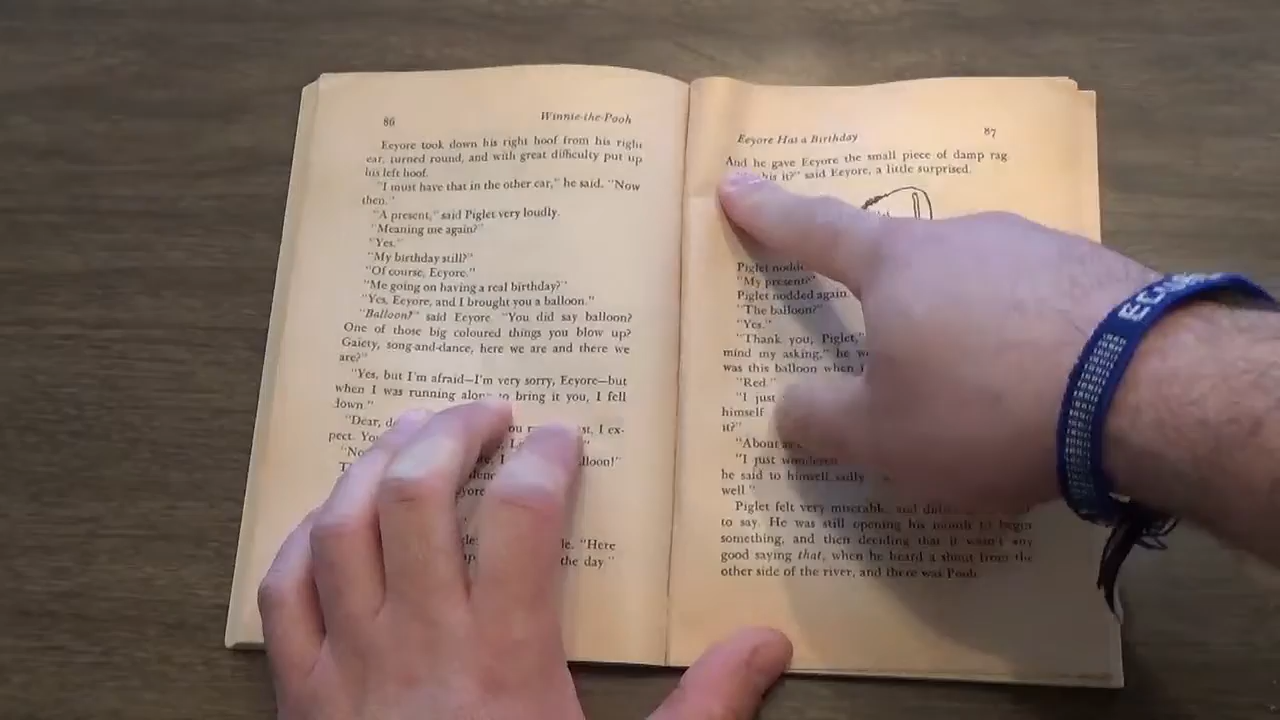 86
Winnie-the-Pooh
Eeyore took down his right hoof from his right
ear, turned round, and with great difficulty put up
his left hoof.
"I must have that in the other ear," he said. "Now
then."
"A present," said Piglet very loudly.
"Meaning me again?"
"Yes."
"My birthday still?"
"Of course, Eeyore."
"Me going on having a real birthday?"
"Yes, Eeyore, and I brought you a balloon."
"Balloon?" said Eeyore. "You did say balloon?
One of those big coloured things you blow up?
Gaiety, song-and-dance, here we are and there we
are?"
"Yes, but I'm afraid—I'm very sorry, Eeyore—but
when I was running along to bring it you, I fell
down."
"Dear, I ex-
pect. You
"Here
the day"
Eeyore Has a Birthday
87
And he gave Eeyore the small piece of damp rag.
it?" said Eeyore, a little surprised.
Piglet
"My present?"
Piglet nodded again.
"The balloon?"
"Yes."
"Thank you, Piglet,"
mind my asking," he
was this balloon when
"Red."
"I just
himself
it?"
"About
"I just wondered
he said to himself sadly
well."
Piglet felt very miserable, and
to say. He was still opening his mouth to begin
something, and then deciding that it wasn't any
good saying that, when he heard a shout from the
other side of the river, and there was Pooh.